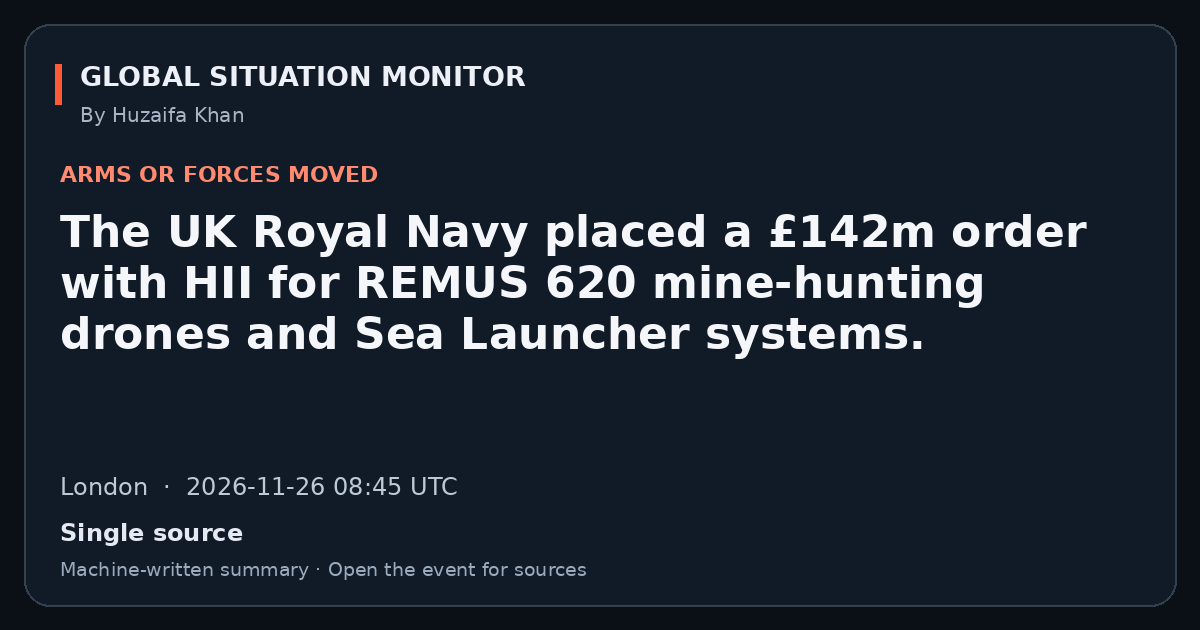 GLOBAL SITUATION MONITOR
By Huzaifa Khan
ARMS OR FORCES MOVED
The UK Royal Navy placed a £142m order
with HII for REMUS 620 mine-hunting
drones and Sea Launcher systems.
London · 2026-11-26 08:45 UTC
Single source
Machine-written summary · Open the event for sources